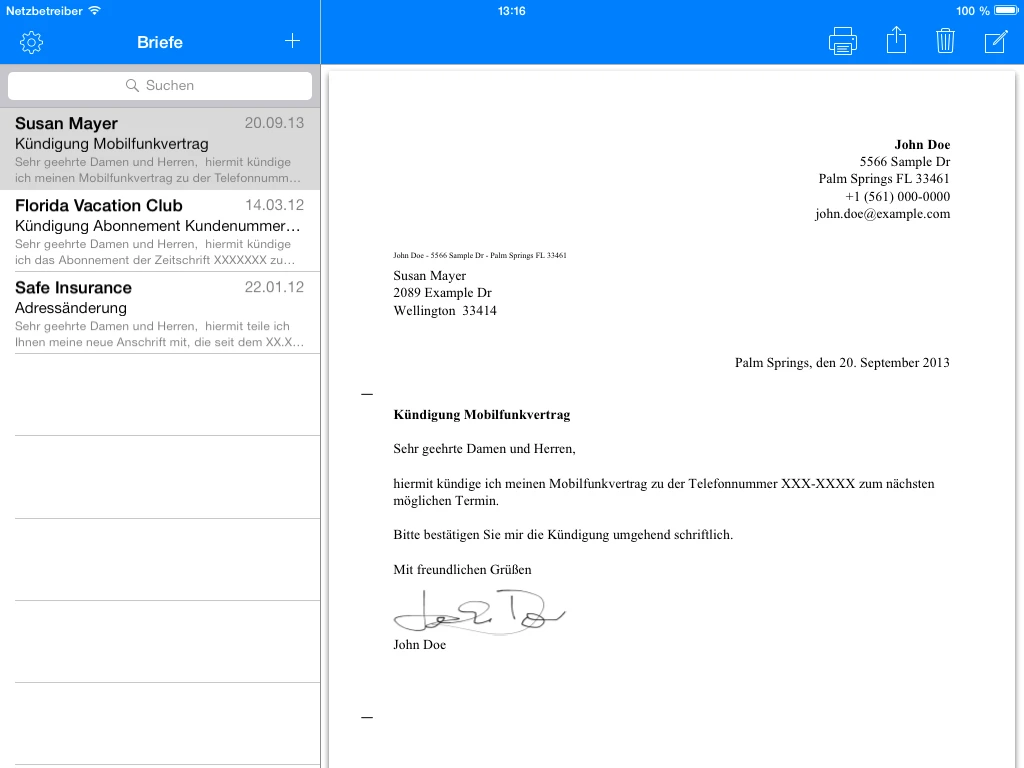 Netzbetreiber
13:16
100 %
Briefe
Suchen
Susan Mayer 20.09.13
Kündigung Mobilfunkvertrag
Sehr geehrte Damen und Herren,  hiermit kündige
ich meinen Mobilfunkvertrag zu der Telefonnumm…
Florida Vacation Club 14.03.12
Kündigung Abonnement Kundenummer…
Sehr geehrte Damen und Herren,  hiermit kündige
ich das Abonnement der Zeitschrift XXXXXXX zu…
Safe Insurance 22.01.12
Adressänderung
Sehr geehrte Damen und Herren,  hiermit teile ich
Ihnen meine neue Anschrift mit, die seit dem XX.X…
John Doe
5566 Sample Dr
Palm Springs FL 33461
+1 (561) 000-0000
john.doe@example.com
John Doe - 5566 Sample Dr - Palm Springs FL 33461
Susan Mayer
2089 Example Dr
Wellington  33414
Palm Springs, den 20. September 2013
Kündigung Mobilfunkvertrag
Sehr geehrte Damen und Herren,
hiermit kündige ich meinen Mobilfunkvertrag zu der Telefonnummer XXX-XXXX zum nächsten
möglichen Termin.
Bitte bestätigen Sie mir die Kündigung umgehend schriftlich.
Mit freundlichen Grüßen
John Doe